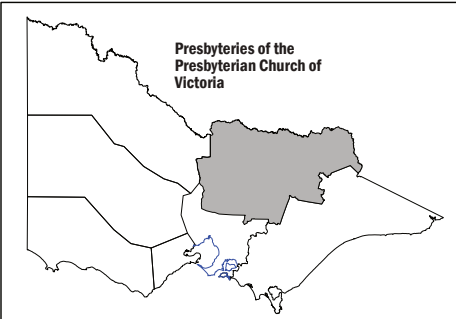 Presbyteries of the
Presbyterian Church of
Victoria